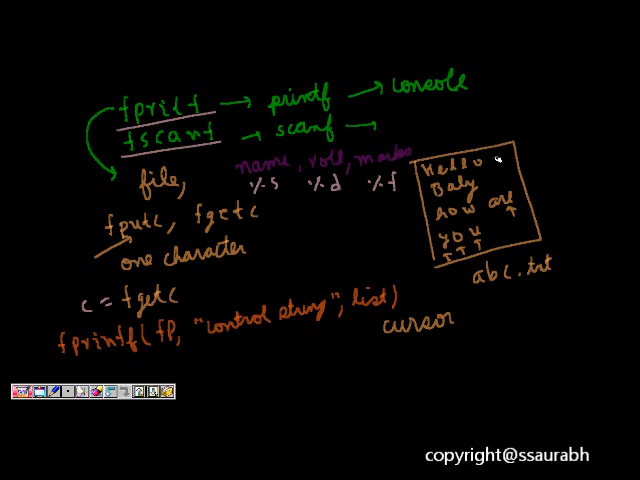 fpritf → printf → console
fscanf → scanf →
name, roll, marks
file, %s %d %f
fputc, fgetc
one character
c = fgetc
fprintf( fp, "control string", list)
Hello
Baby
how are
you
abc.txt
cursor
copyright@ssaurabh